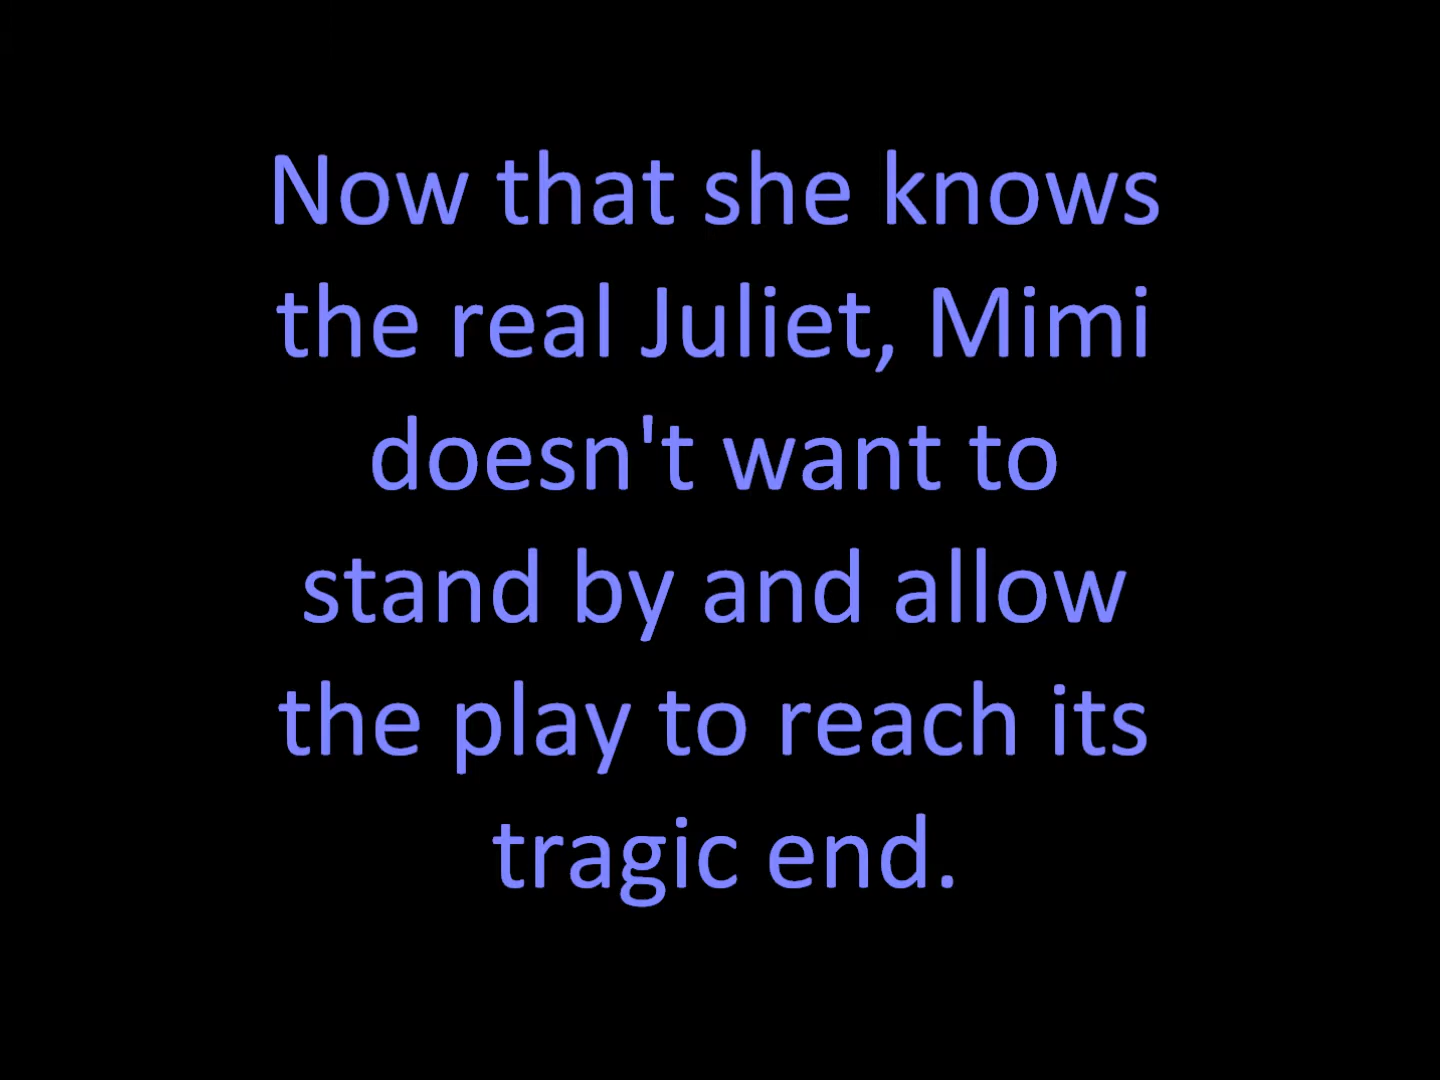 Now that she knows
the real Juliet, Mimi
doesn't want to
stand by and allow
the play to reach its
tragic end.